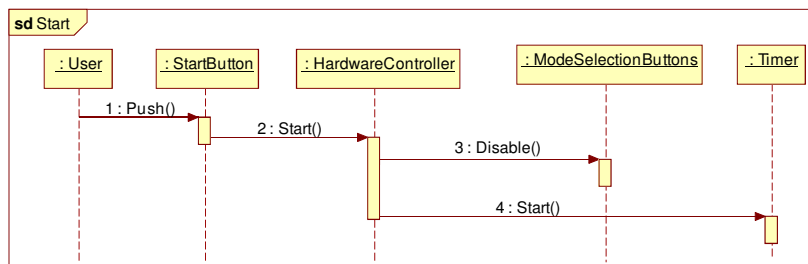 sd Start
: User
: StartButton
: HardwareController
: ModeSelectionButtons
: Timer
1 : Push()
2 : Start()
3 : Disable()
4 : Start()